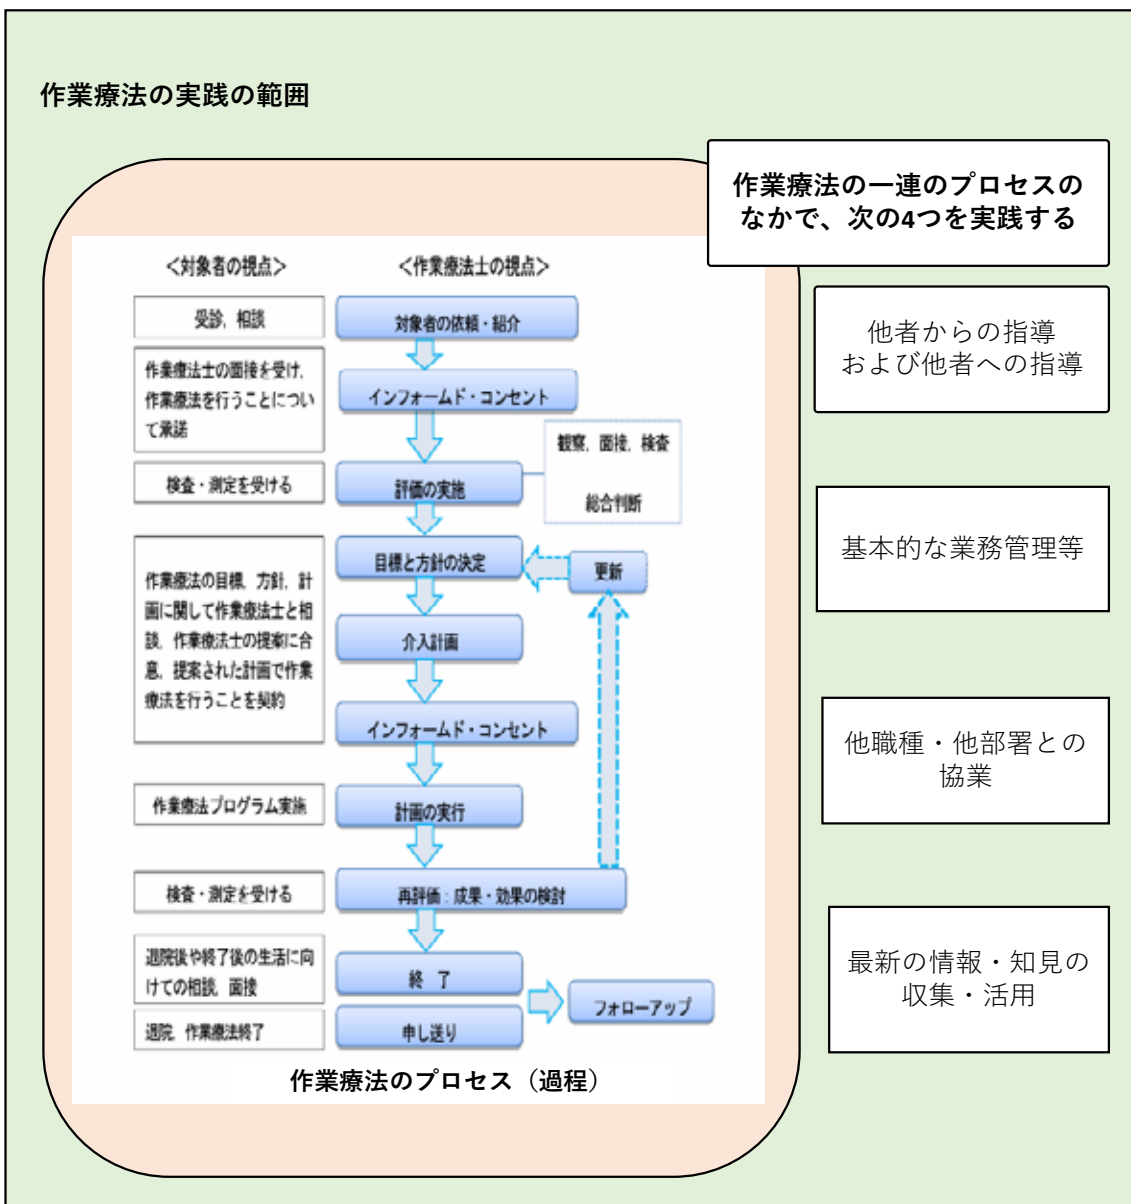 作業療法の実践の範囲
作業療法の一連のプロセスの
なかで、次の4つを実践する
他者からの指導
および他者への指導
基本的な業務管理等
他職種・他部署との
協業
最新の情報・知見の
収集・活用
<対象者の視点>
<作業療法士の視点>
受診, 相談
対象者の依頼・紹介
作業療法士の面接を受け,
作業療法を行うことについ
て承諾
インフォームド・コンセント
検査・測定を受ける
評価の実施
観察, 面接, 検査
総合判断
作業療法の目標, 方針, 計
画に関して作業療法士と相
談, 作業療法士の提案に合
意, 提案された計画で作業
療法を行うことを契約
目標と方針の決定
更新
介入計画
インフォームド・コンセント
作業療法プログラム実施
計画の実行
検査・測定を受ける
再評価:成果・効果の検討
退院後や終了後の生活に向
けての相談, 面接
終 了
フォローアップ
退院, 作業療法終了
申し送り
作業療法のプロセス（過程）